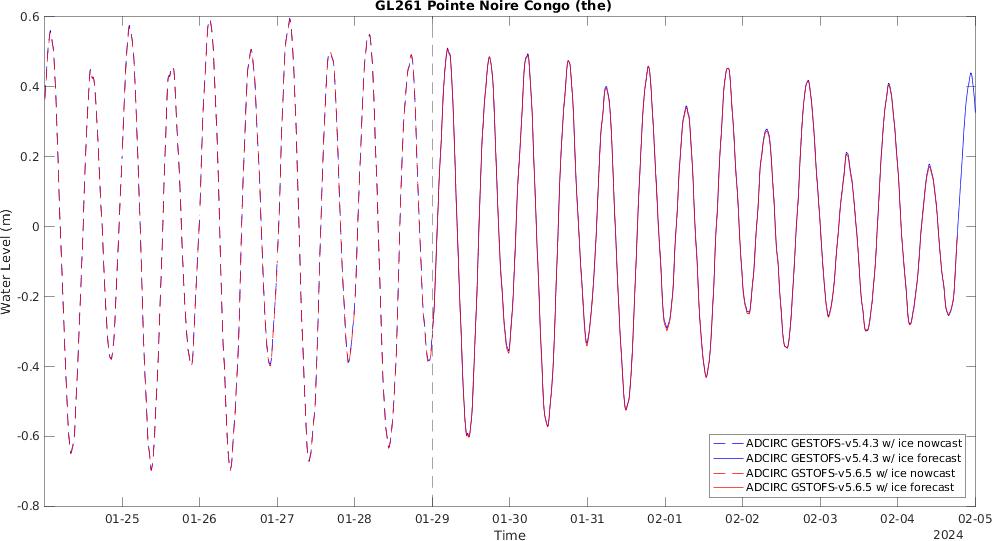 GL261 Pointe Noire Congo (the)
0.6
0.4
0.2
0
-0.2
-0.4
-0.6
-0.8
Water Level (m)
ADCIRC GESTOFS-v5.4.3 w/ ice nowcast
ADCIRC GESTOFS-v5.4.3 w/ ice forecast
ADCIRC GSTOFS-v5.6.5 w/ ice nowcast
ADCIRC GSTOFS-v5.6.5 w/ ice forecast
01-25 01-26 01-27 01-28 01-29 01-30 01-31 02-01 02-02 02-03 02-04 02-05
Time
2024